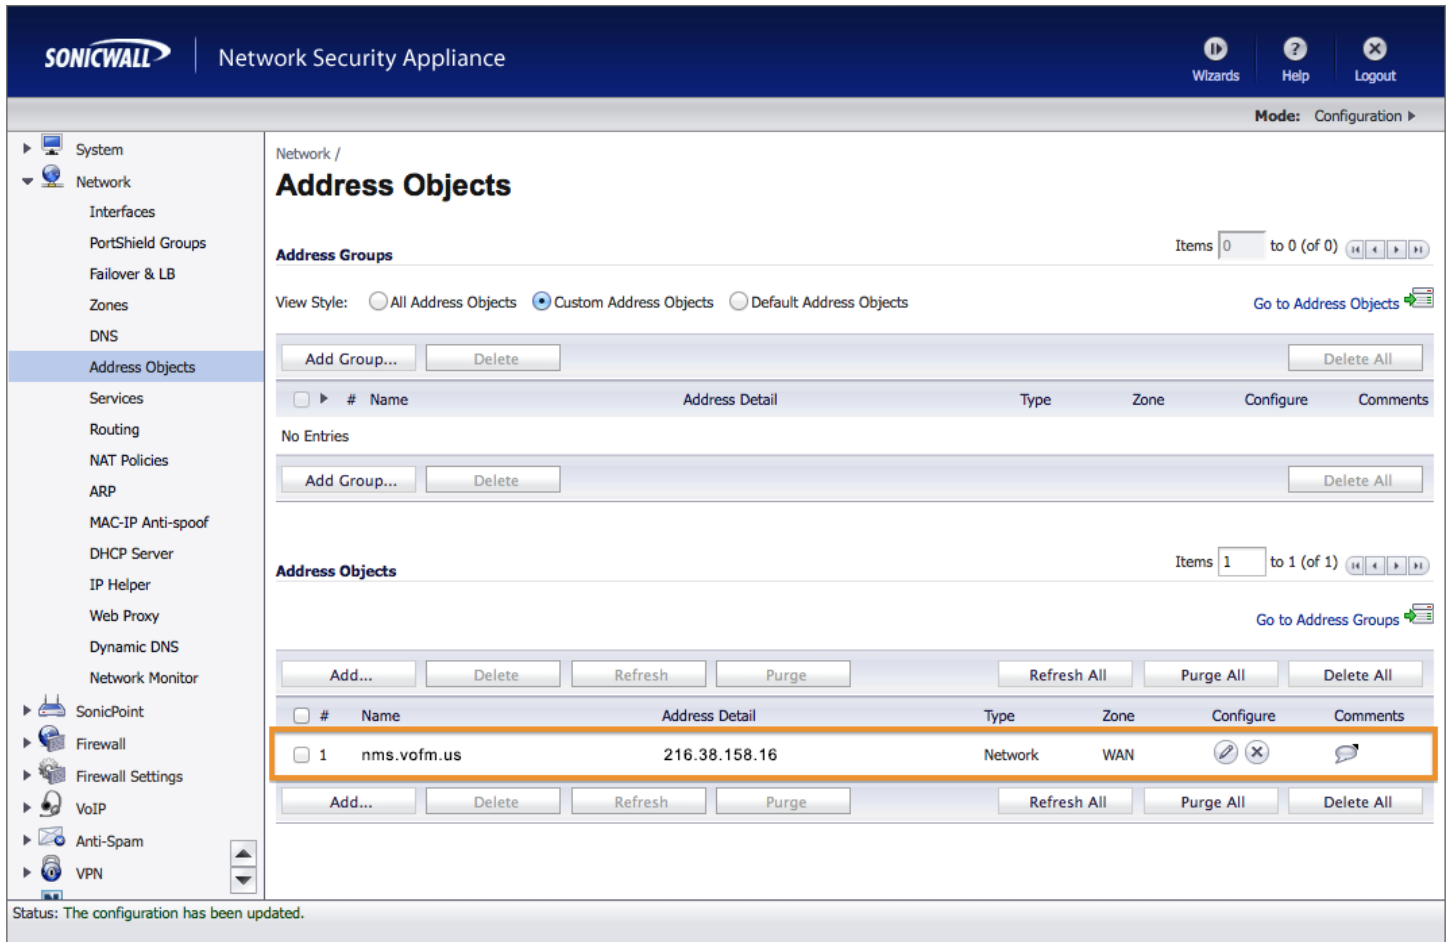 SONICWALL Network Security Appliance
Wizards Help Logout
Mode: Configuration
System
Network
Interfaces
PortShield Groups
Failover & LB
Zones
DNS
Address Objects
Services
Routing
NAT Policies
ARP
MAC-IP Anti-spoof
DHCP Server
IP Helper
Web Proxy
Dynamic DNS
Network Monitor
SonicPoint
Firewall
Firewall Settings
VoIP
Anti-Spam
VPN
Network /
Address Objects
Address Groups Items 0 to 0 (of 0)
View Style: All Address Objects Custom Address Objects Default Address Objects Go to Address Objects
Add Group... Delete Delete All
# Name Address Detail Type Zone Configure Comments
No Entries
Add Group... Delete Delete All
Address Objects Items 1 to 1 (of 1)
Go to Address Groups
Add... Delete Refresh Purge Refresh All Purge All Delete All
# Name Address Detail Type Zone Configure Comments
1 nms.vofm.us 216.38.158.16 Network WAN
Add... Delete Refresh Purge Refresh All Purge All Delete All
Status: The configuration has been updated.